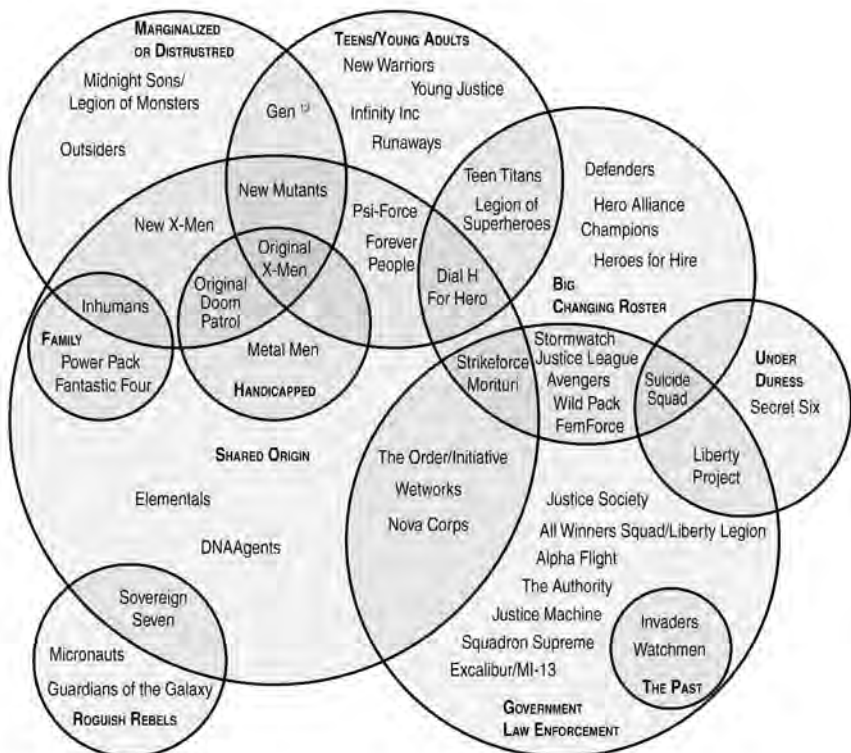 MARGINALIZED
OR DISTRUSTRED
Midnight Sons/
Legion of Monsters
Outsiders
TEENS/YOUNG ADULTS
New Warriors
Young Justice
Gen 13
Infinity Inc
Runaways
New Mutants
New X-Men
Psi-Force
Forever
People
Original
X-Men
Original
Doom
Patrol
Teen Titans
Legion of
Superheroes
Dial H
For Hero
Defenders
Hero Alliance
Champions
Heroes for Hire
BIG
CHANGING ROSTER
Inhumans
FAMILY
Power Pack
Fantastic Four
Metal Men
HANDICAPPED
Strikeforce
Morituri
Stormwatch
Justice League
Avengers
Wild Pack
FemForce
Suicide
Squad
UNDER
DURESS
Secret Six
Liberty
Project
SHARED ORIGIN
Elementals
DNAAgents
The Order/Initiative
Wetworks
Nova Corps
Justice Society
All Winners Squad/Liberty Legion
Alpha Flight
The Authority
Justice Machine
Squadron Supreme
Excalibur/MI-13
Invaders
Watchmen
THE PAST
GOVERNMENT
LAW ENFORCEMENT
Sovereign
Seven
Micronauts
Guardians of the Galaxy
ROGUISH REBELS